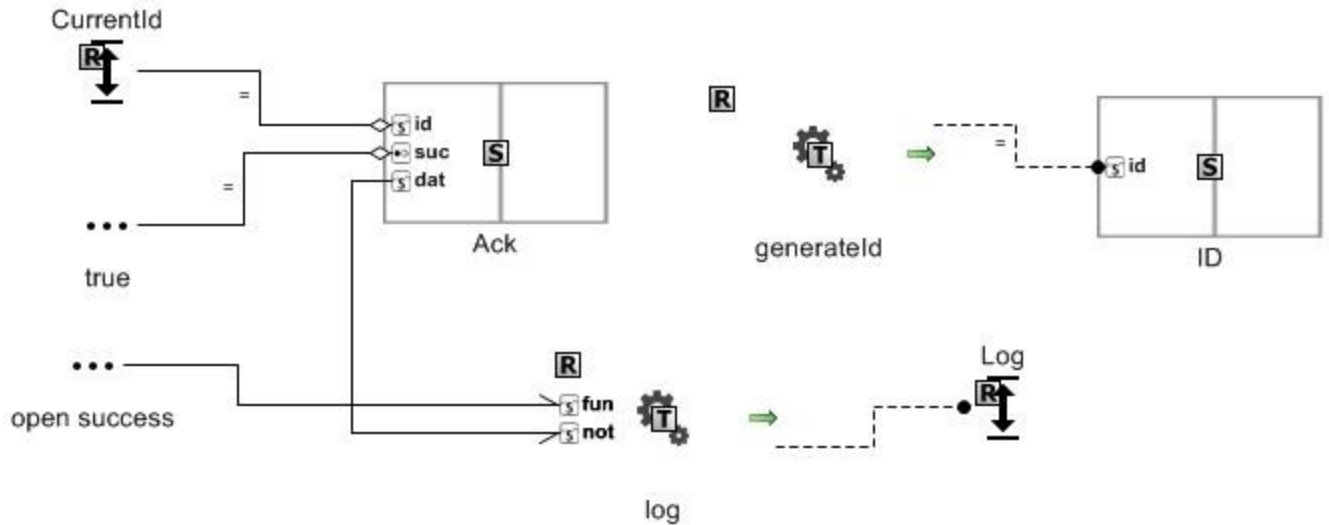 CurrentId
R
=
id
suc
S
dat
=
Ack
true
R
T
generateId
=
id
S
ID
open success
R
fun
not
T
log
Log
R